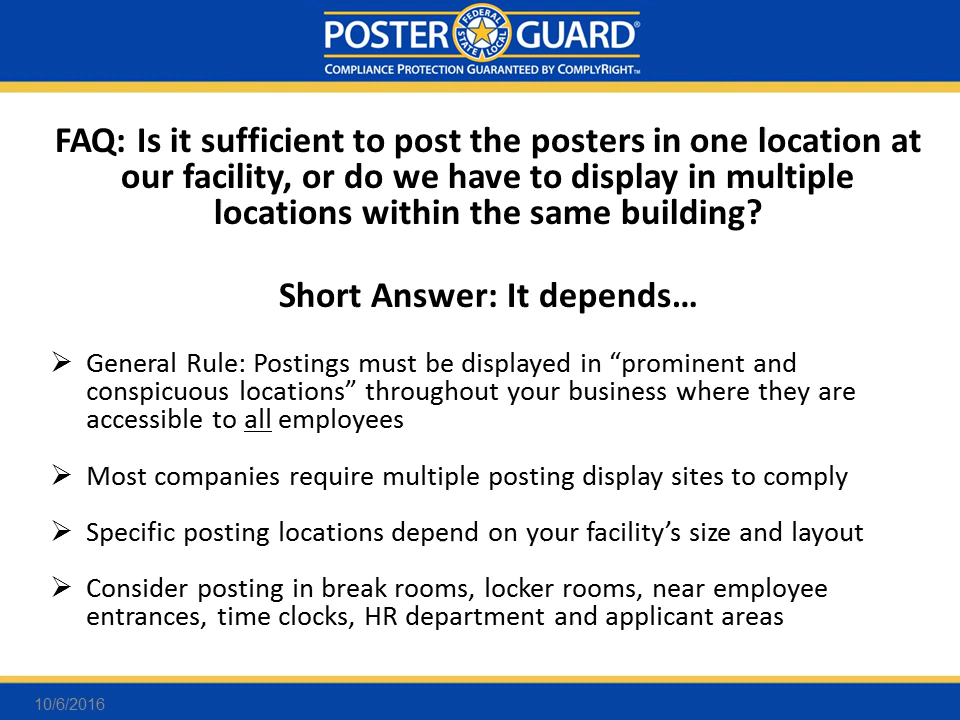 POSTER GUARD®
FEDERAL STATE LOCAL
COMPLIANCE PROTECTION GUARANTEED BY COMPLYRIGHT™
FAQ: Is it sufficient to post the posters in one location at
our facility, or do we have to display in multiple
locations within the same building?
Short Answer: It depends…
➢ General Rule: Postings must be displayed in “prominent and
conspicuous locations” throughout your business where they are
accessible to all employees
➢ Most companies require multiple posting display sites to comply
➢ Specific posting locations depend on your facility’s size and layout
➢ Consider posting in break rooms, locker rooms, near employee
entrances, time clocks, HR department and applicant areas
10/6/2016